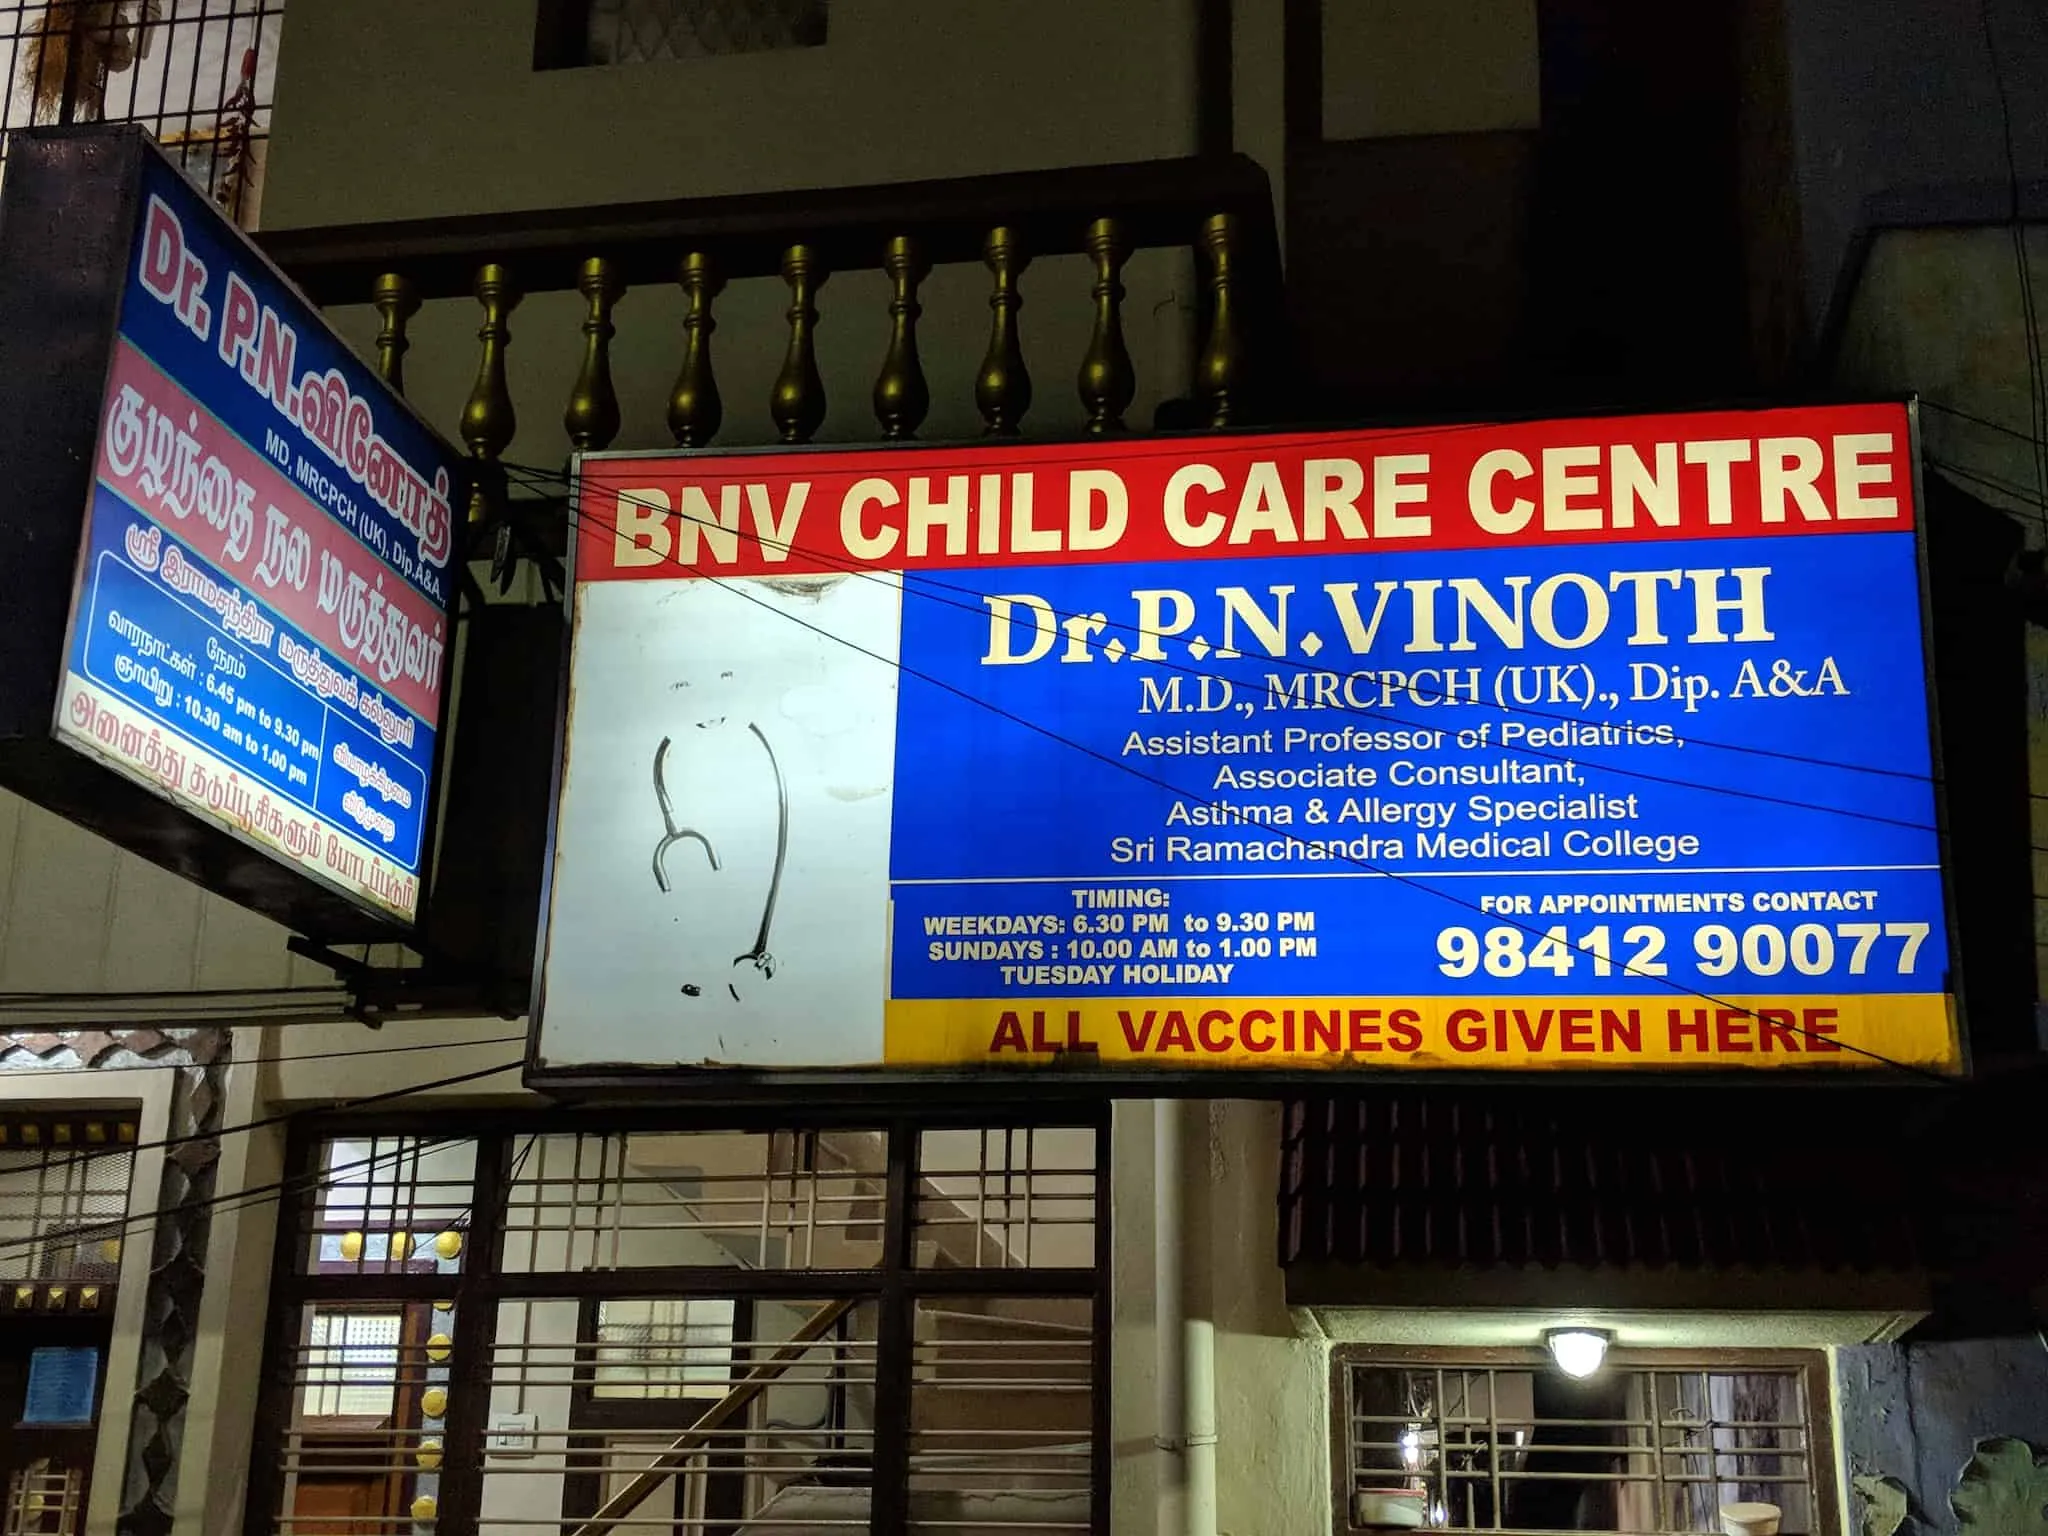 Dr. P.N.வினோத்
MD, MRCPCH (UK), Dip.A&A.,
குழந்தை நல மருத்துவர்
ஸ்ரீ இராமசந்திரா மருத்துவக் கல்லூரி
நேரம்
வாரநாட்கள் : 6.45 pm to 9.30 pm
ஞாயிறு : 10.30 am to 1.00 pm
வியாழக்கிழமை
விடுமுறை
அனைத்து தடுப்பூசிகளும் போடப்படும்
BNV CHILD CARE CENTRE
Dr.P.N.VINOTH
M.D., MRCPCH (UK)., Dip. A&A
Assistant Professor of Pediatrics,
Associate Consultant,
Asthma & Allergy Specialist
Sri Ramachandra Medical College
TIMING:
WEEKDAYS: 6.30 PM to 9.30 PM
SUNDAYS : 10.00 AM to 1.00 PM
TUESDAY HOLIDAY
FOR APPOINTMENTS CONTACT
98412 90077
ALL VACCINES GIVEN HERE